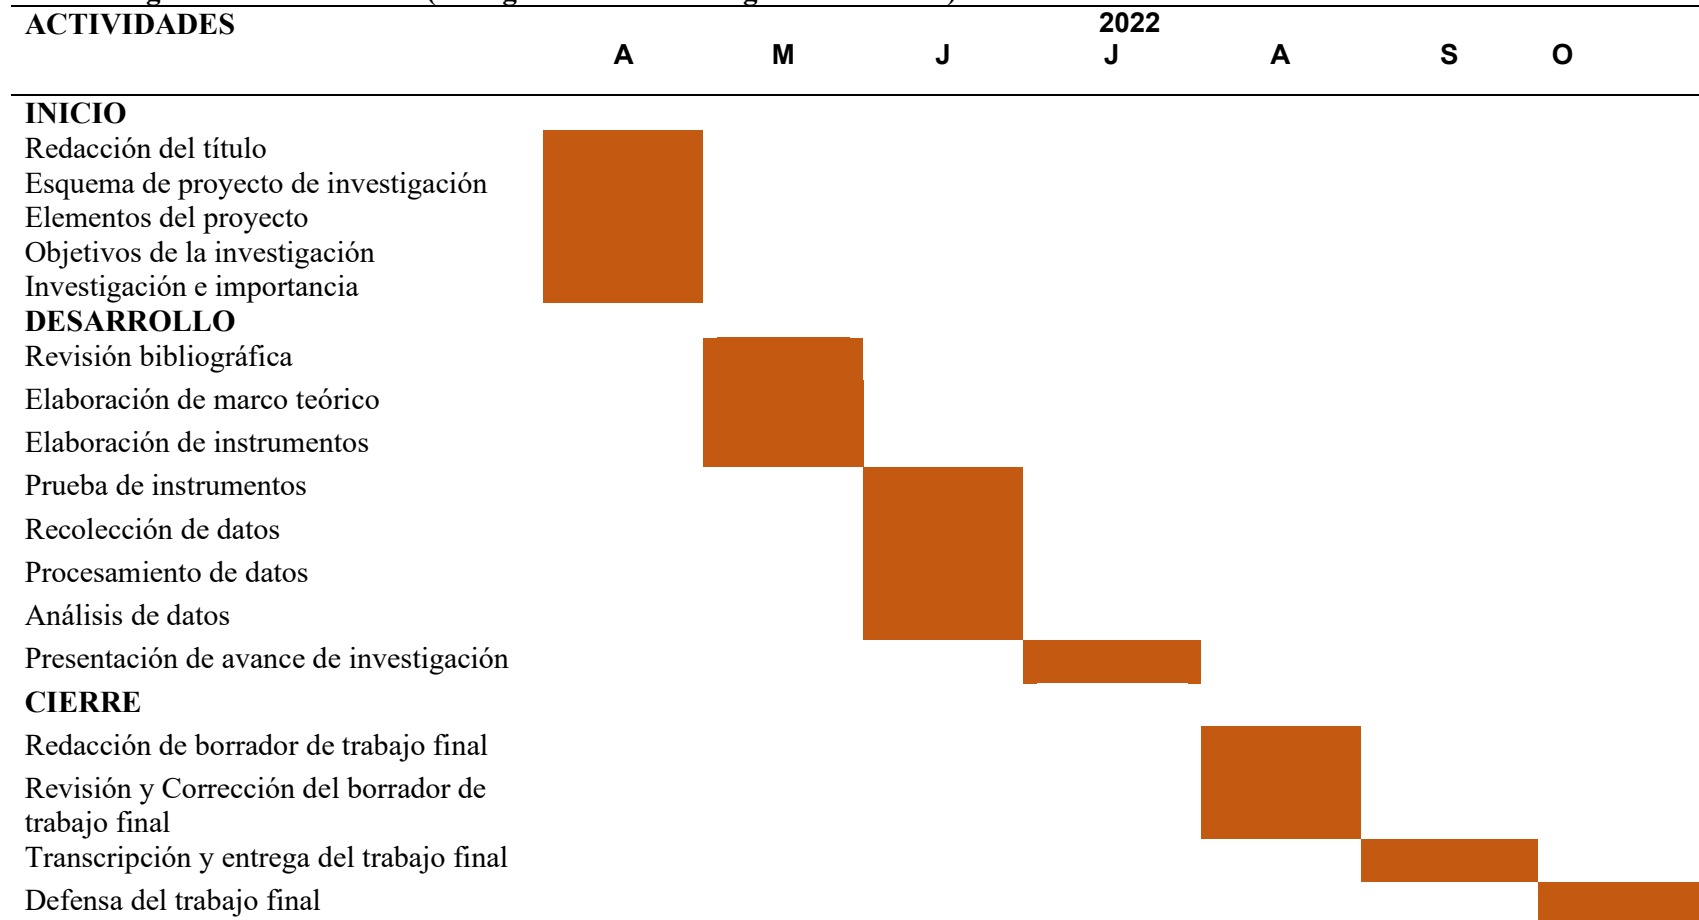 ACTIVIDADES 2022
A M J J A S O
INICIO
Redacción del título
Esquema de proyecto de investigación
Elementos del proyecto
Objetivos de la investigación
Investigación e importancia
DESARROLLO
Revisión bibliográfica
Elaboración de marco teórico
Elaboración de instrumentos
Prueba de instrumentos
Recolección de datos
Procesamiento de datos
Análisis de datos
Presentación de avance de investigación
CIERRE
Redacción de borrador de trabajo final
Revisión y Corrección del borrador de
trabajo final
Transcripción y entrega del trabajo final
Defensa del trabajo final